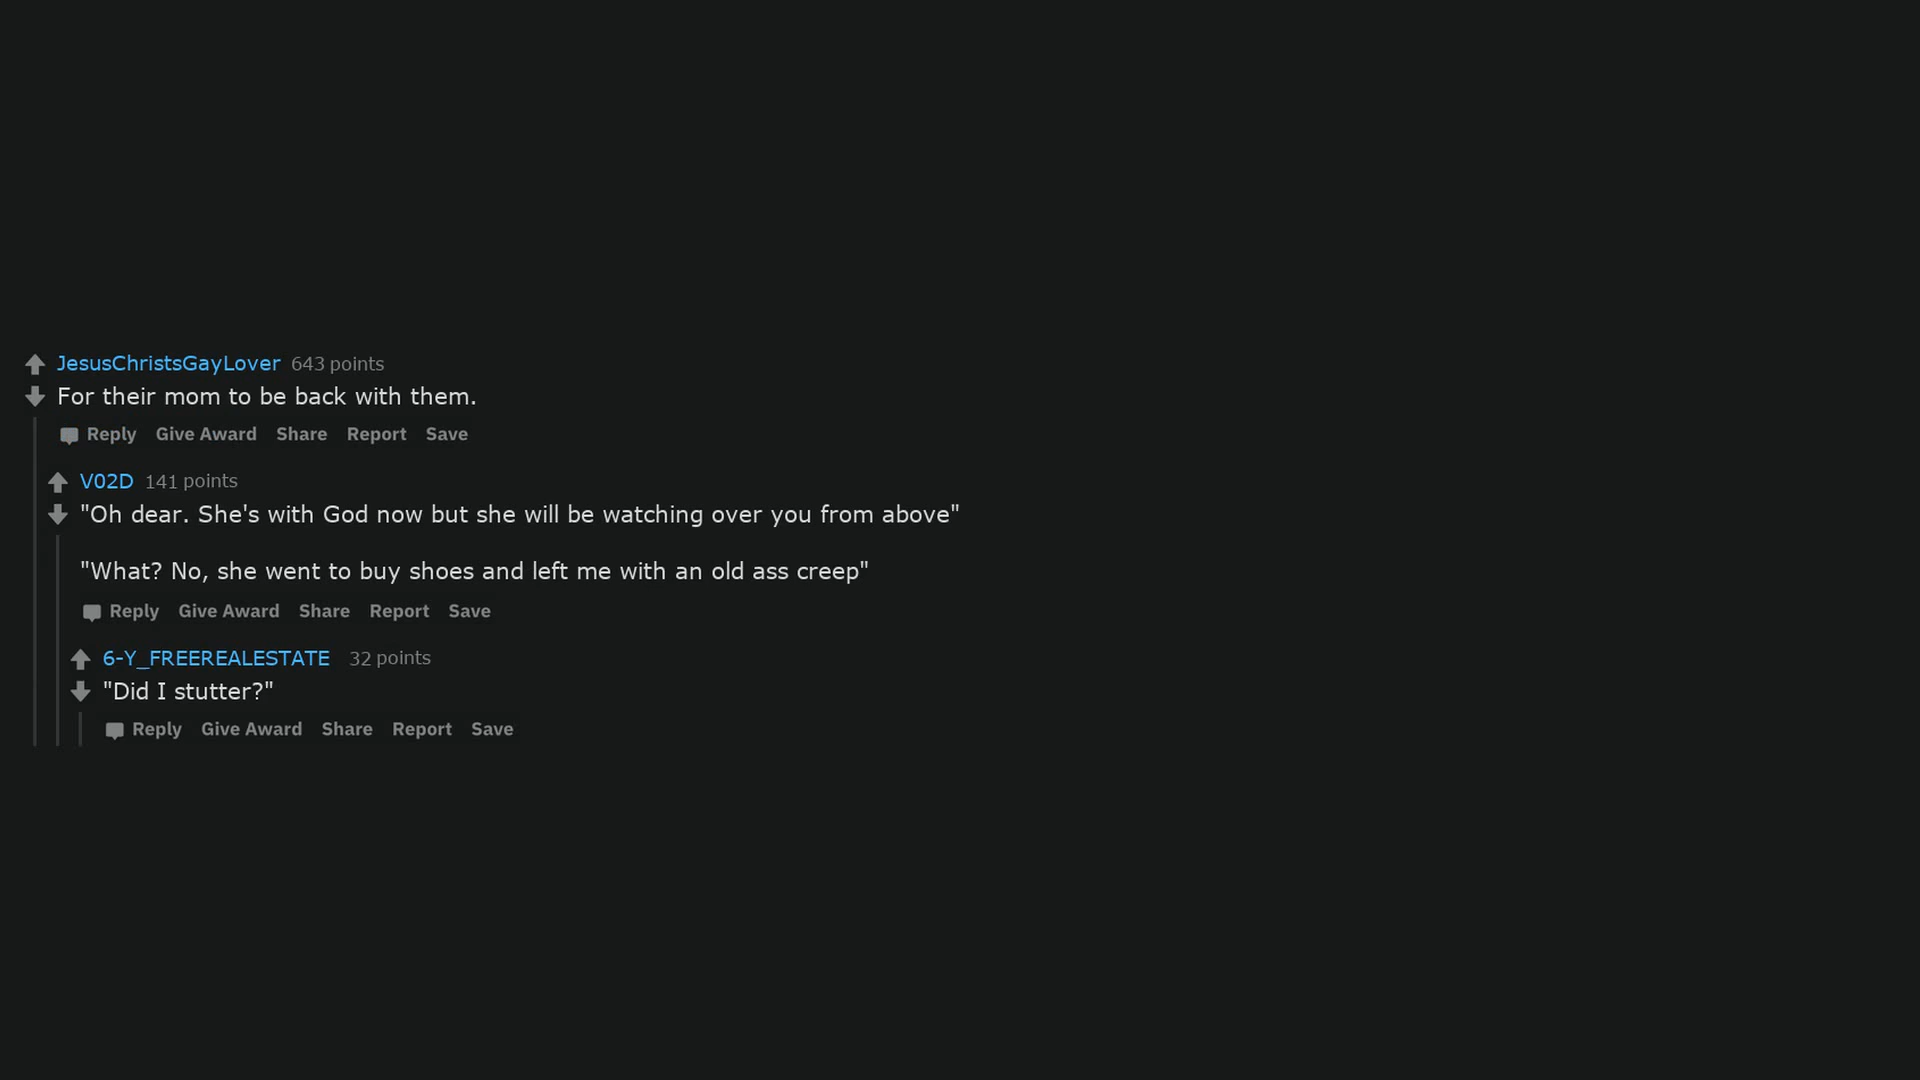 JesusChristsGayLover 643 points
For their mom to be back with them.
Reply Give Award Share Report Save
V02D 141 points
"Oh dear. She's with God now but she will be watching over you from above"
"What? No, she went to buy shoes and left me with an old ass creep"
Reply Give Award Share Report Save
6-Y_FREEREALESTATE 32 points
"Did I stutter?"
Reply Give Award Share Report Save